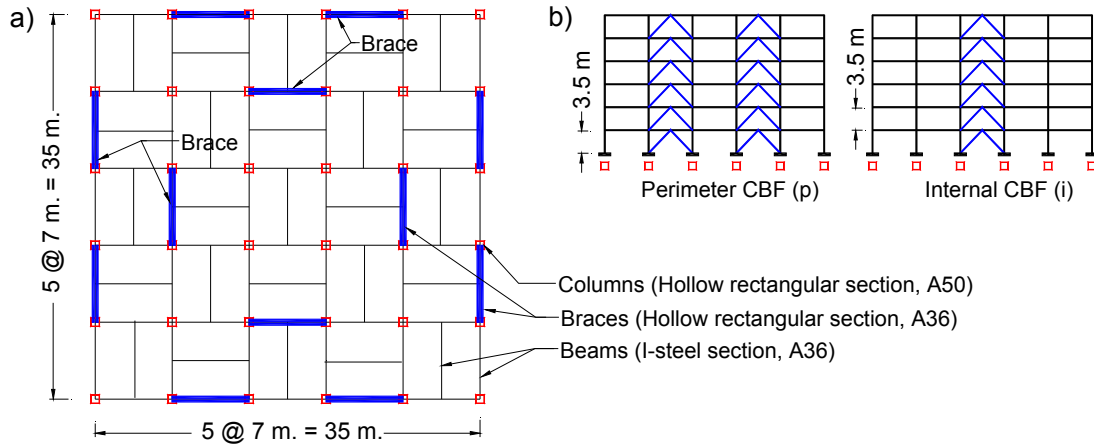 a)
Brace
Brace
5 @ 7 m. = 35 m.
5 @ 7 m. = 35 m.
b)
3.5 m
3.5 m
Perimeter CBF (p)
Internal CBF (i)
Columns (Hollow rectangular section, A50)
Braces (Hollow rectangular section, A36)
Beams (I-steel section, A36)